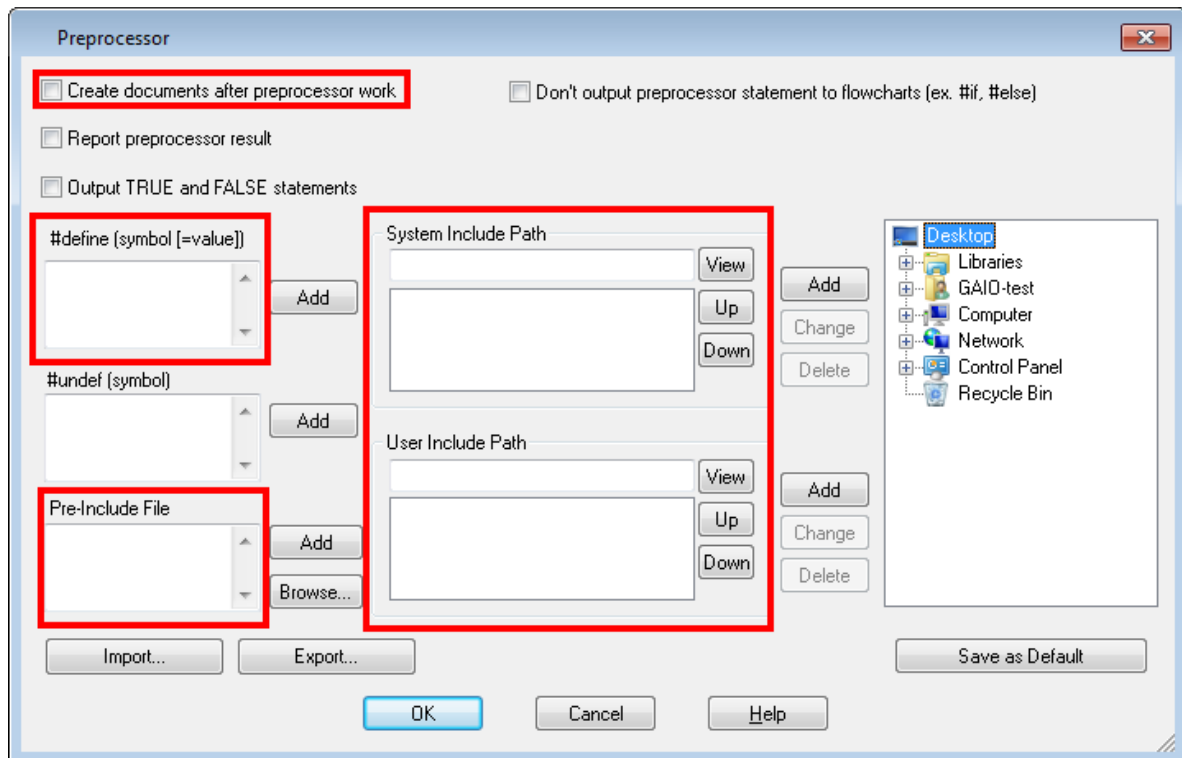 Preprocessor
Create documents after preprocessor work
Don't output preprocessor statement to flowcharts (ex. #if, #else)
Report preprocessor result
Output TRUE and FALSE statements
#define (symbol [=value])
Add
System Include Path
View
Up
Down
Add
Change
Delete
Desktop
Libraries
GAIO-test
Computer
Network
Control Panel
Recycle Bin
#undef (symbol)
Add
User Include Path
View
Up
Down
Add
Change
Delete
Pre-Include File
Add
Browse...
Import...
Export...
Save as Default
OK
Cancel
Help